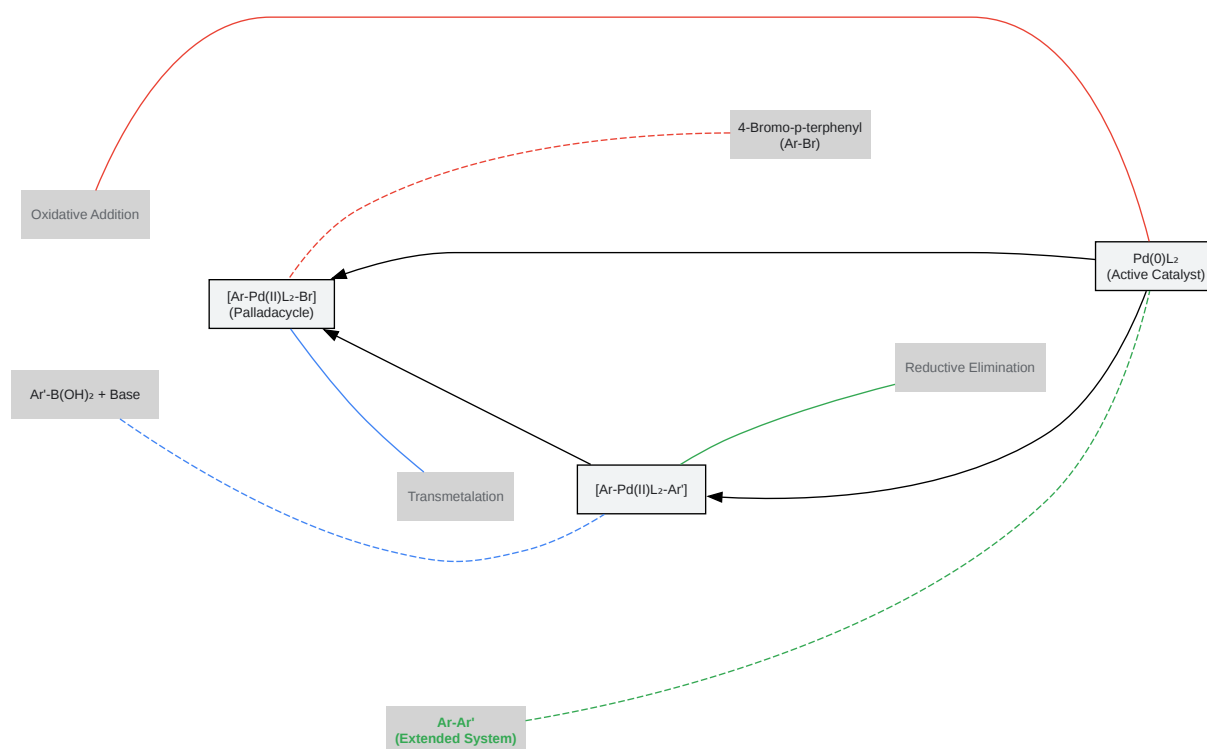 4-Bromo-p-terphenyl
(Ar-Br)
Oxidative Addition
Pd(0)L₂
(Active Catalyst)
[Ar-Pd(II)L₂-Br]
(Palladacycle)
Reductive Elimination
Ar'-B(OH)₂ + Base
Transmetalation
[Ar-Pd(II)L₂-Ar']
Ar-Ar'
(Extended System)